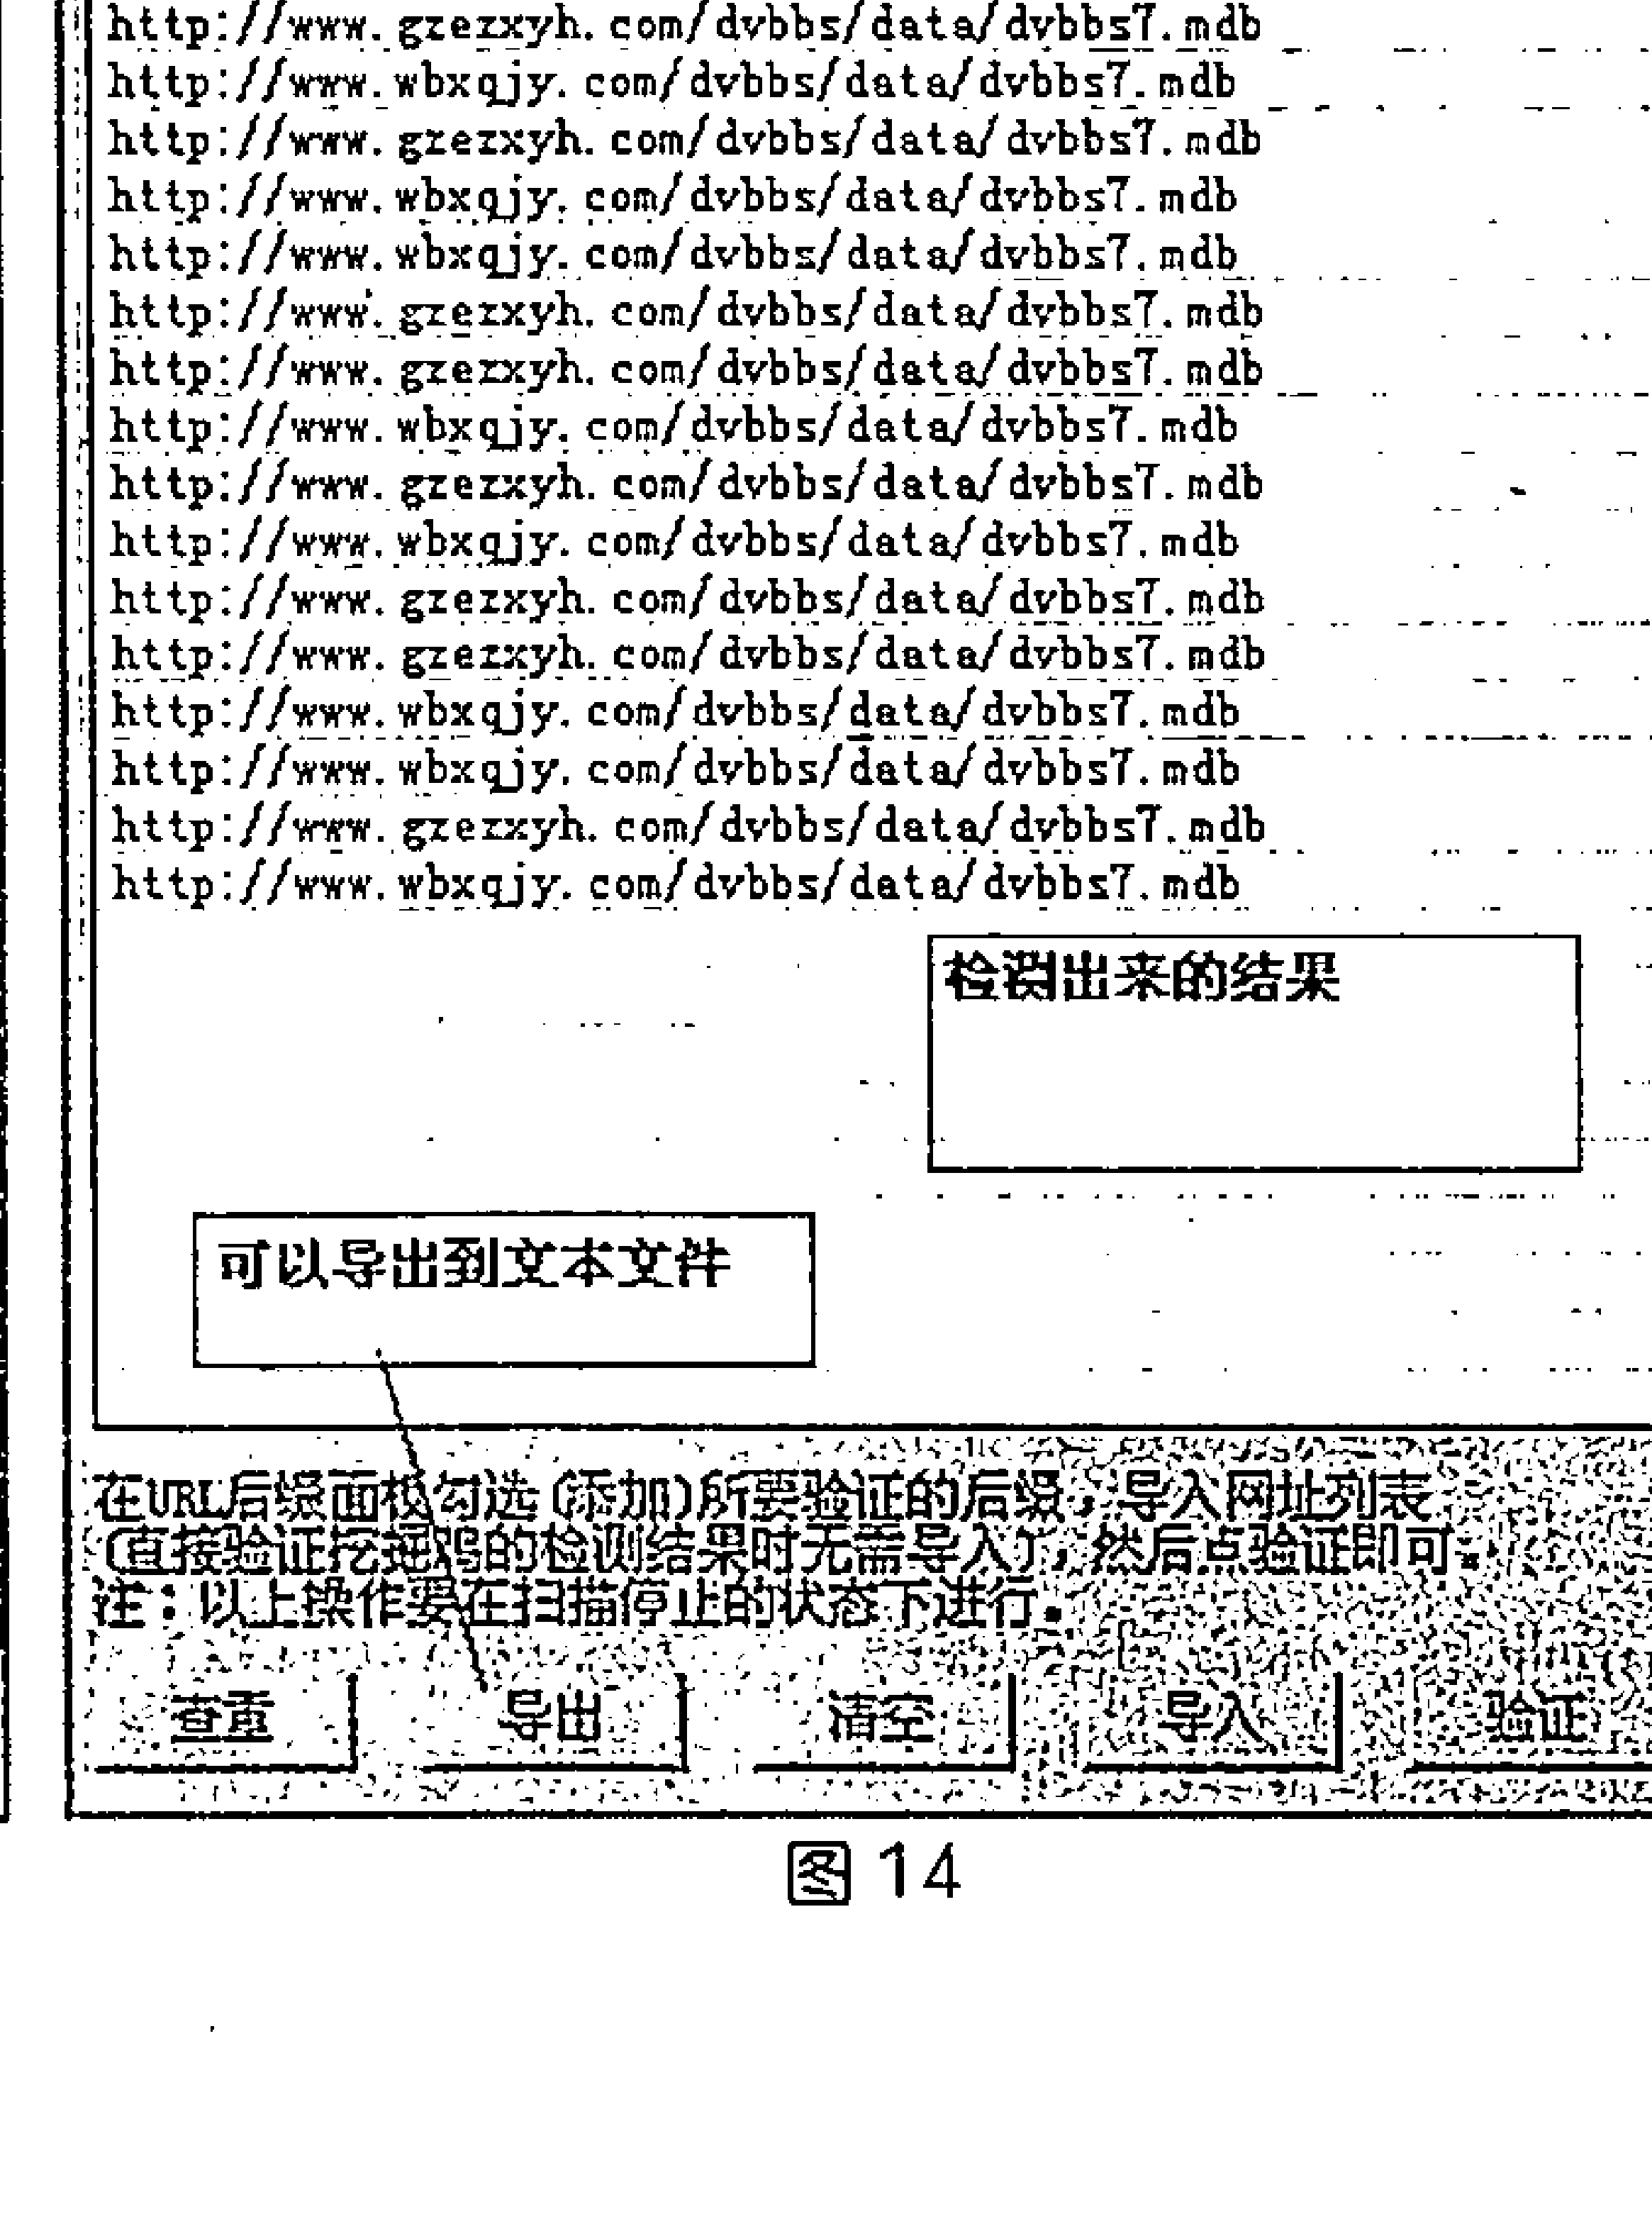 http://www.gzezxyh.com/dvbbs/data/dvbbs7.mdb
http://www.wbxqjy.com/dvbbs/data/dvbbs7.mdb
http://www.gzezxyh.com/dvbbs/data/dvbbs7.mdb
http://www.wbxqjy.com/dvbbs/data/dvbbs7.mdb
http://www.wbxqjy.com/dvbbs/data/dvbbs7.mdb
http://www.gzezxyh.com/dvbbs/data/dvbbs7.mdb
http://www.gzezxyh.com/dvbbs/data/dvbbs7.mdb
http://www.wbxqjy.com/dvbbs/data/dvbbs7.mdb
http://www.gzezxyh.com/dvbbs/data/dvbbs7.mdb
http://www.wbxqjy.com/dvbbs/data/dvbbs7.mdb
http://www.gzezxyh.com/dvbbs/data/dvbbs7.mdb
http://www.gzezxyh.com/dvbbs/data/dvbbs7.mdb
http://www.wbxqjy.com/dvbbs/data/dvbbs7.mdb
http://www.wbxqjy.com/dvbbs/data/dvbbs7.mdb
http://www.gzezxyh.com/dvbbs/data/dvbbs7.mdb
http://www.wbxqjy.com/dvbbs/data/dvbbs7.mdb
检测出来的结果
可以导出到文本文件
在URL后缀面板勾选(添加)所要验证的后缀，导入网址列表
(直接验证挖掘鸡的检测结果时无需导入)，然后点验证即可。
注：以上操作要在扫描停止的状态下进行。
查重 导出 清空 导入 验证
图14